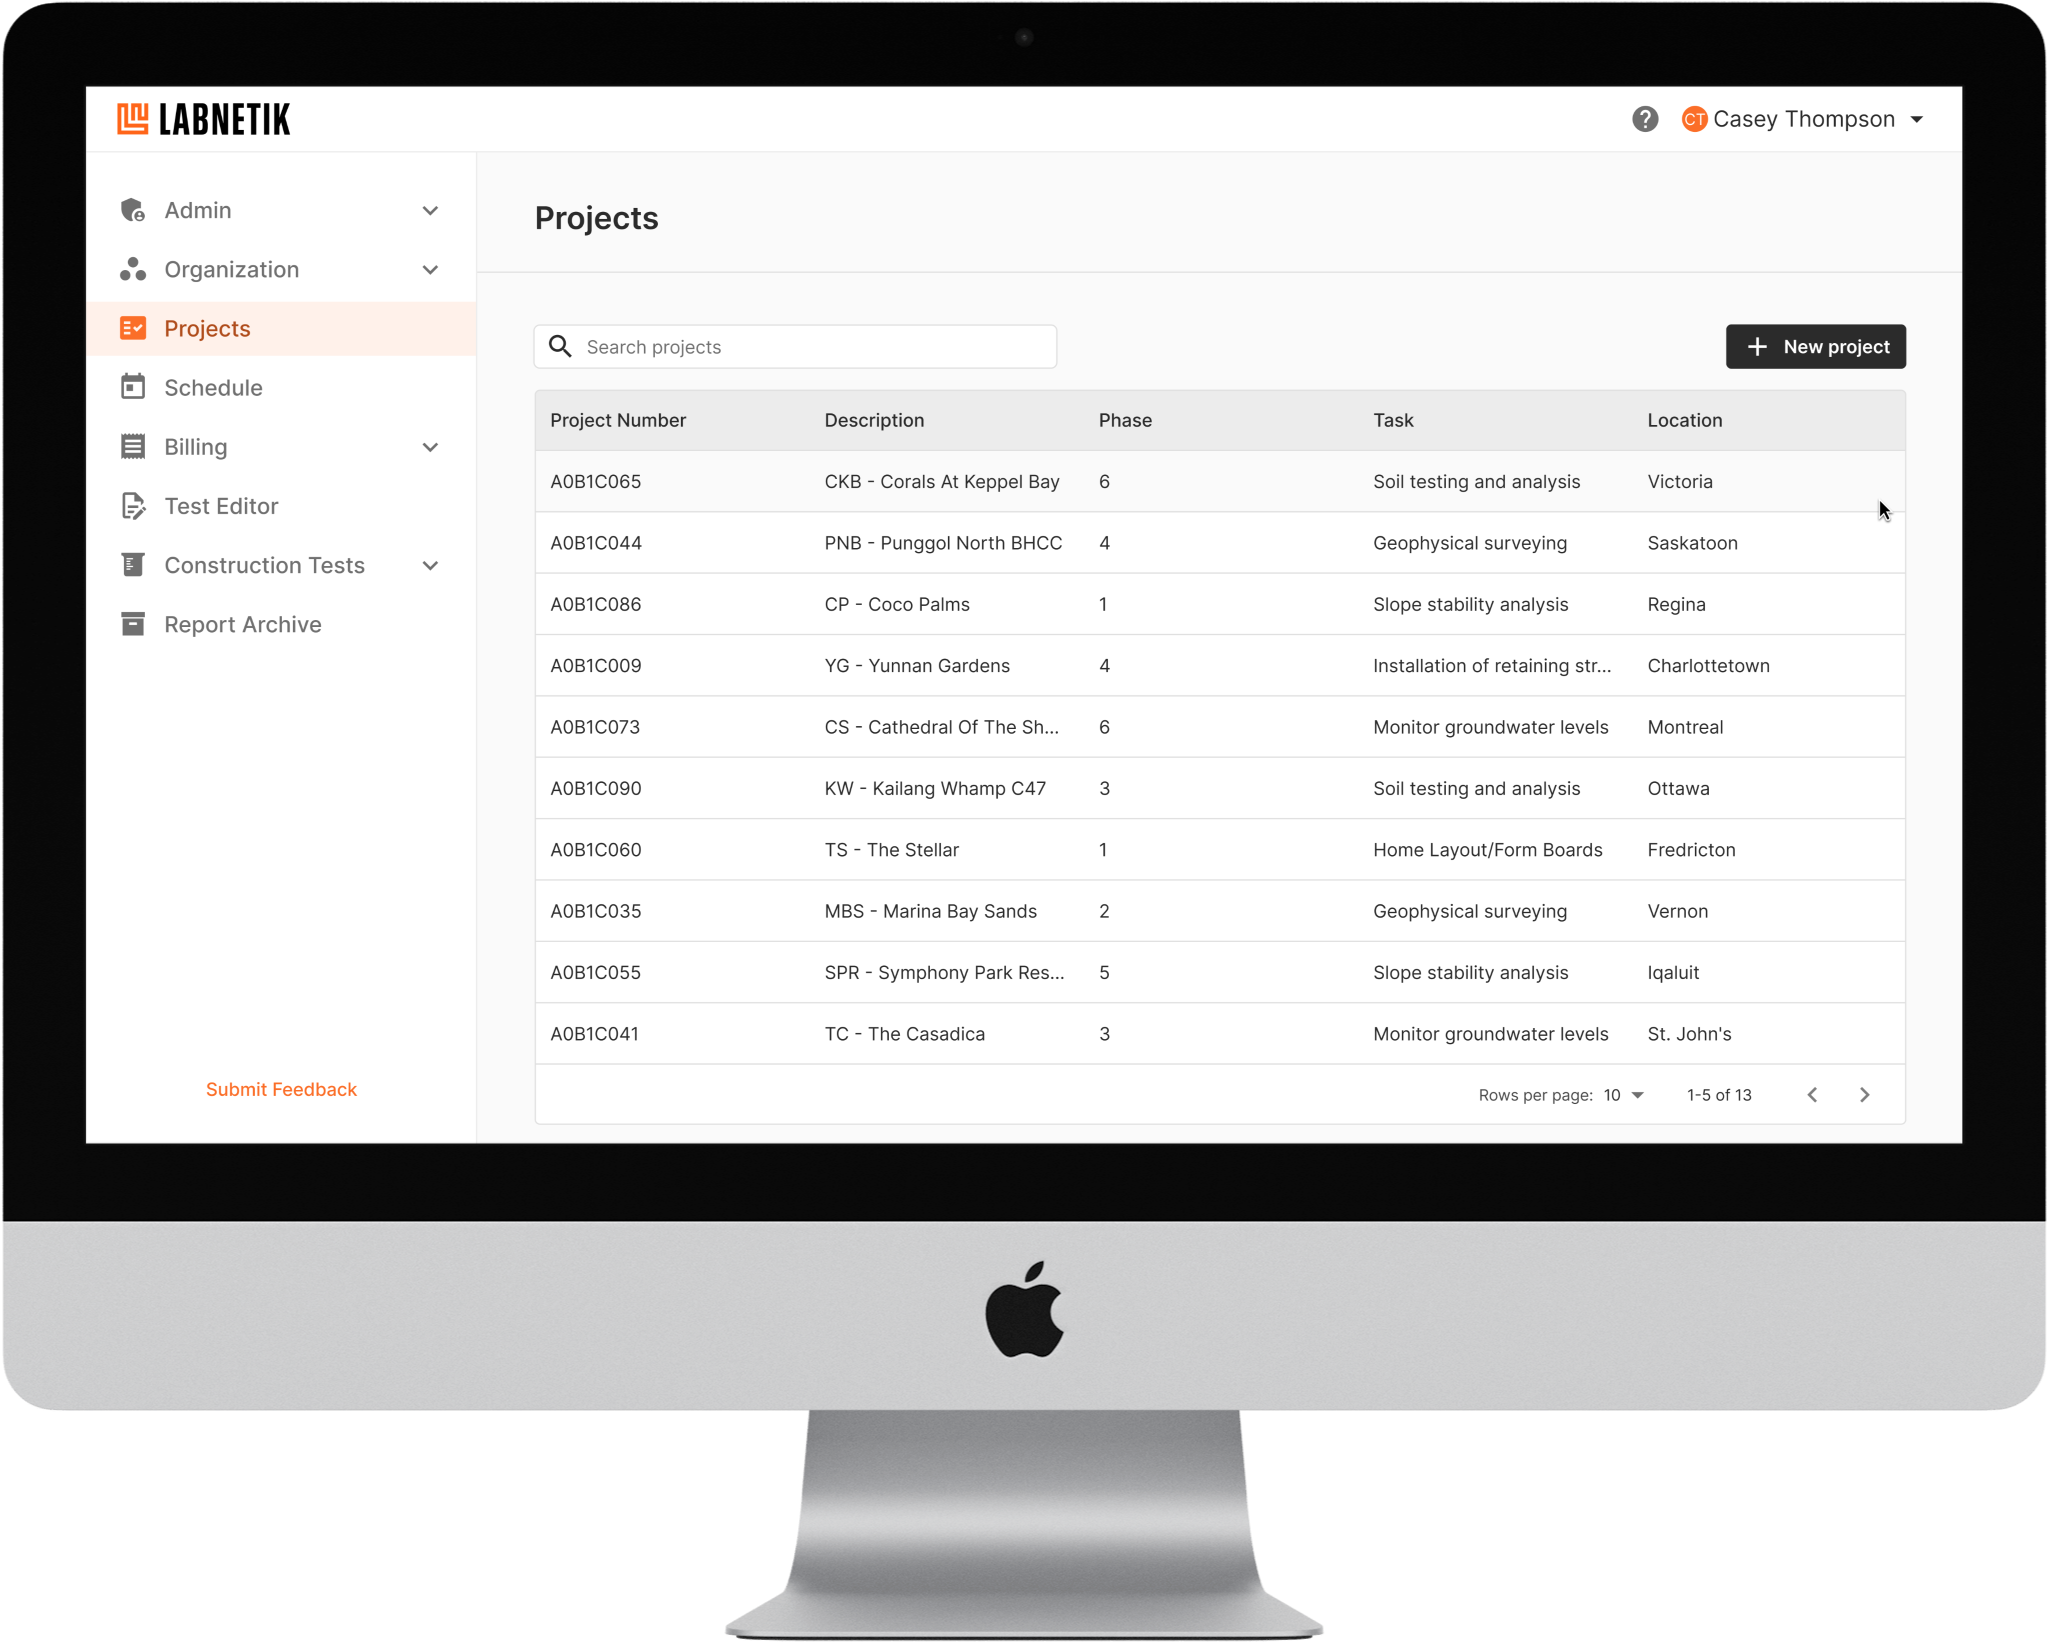 LABNETIK
? CT Casey Thompson
Admin
Organization
Projects
Schedule
Billing
Test Editor
Construction Tests
Report Archive
Submit Feedback
Projects
Search projects
+ New project
Project Number Description Phase Task Location
A0B1C065 CKB - Corals At Keppel Bay 6 Soil testing and analysis Victoria
A0B1C044 PNB - Punggol North BHCC 4 Geophysical surveying Saskatoon
A0B1C086 CP - Coco Palms 1 Slope stability analysis Regina
A0B1C009 YG - Yunnan Gardens 4 Installation of retaining str... Charlottetown
A0B1C073 CS - Cathedral Of The Sh... 6 Monitor groundwater levels Montreal
A0B1C090 KW - Kailang Whamp C47 3 Soil testing and analysis Ottawa
A0B1C060 TS - The Stellar 1 Home Layout/Form Boards Fredricton
A0B1C035 MBS - Marina Bay Sands 2 Geophysical surveying Vernon
A0B1C055 SPR - Symphony Park Res... 5 Slope stability analysis Iqaluit
A0B1C041 TC - The Casadica 3 Monitor groundwater levels St. John's
Rows per page: 10 1-5 of 13